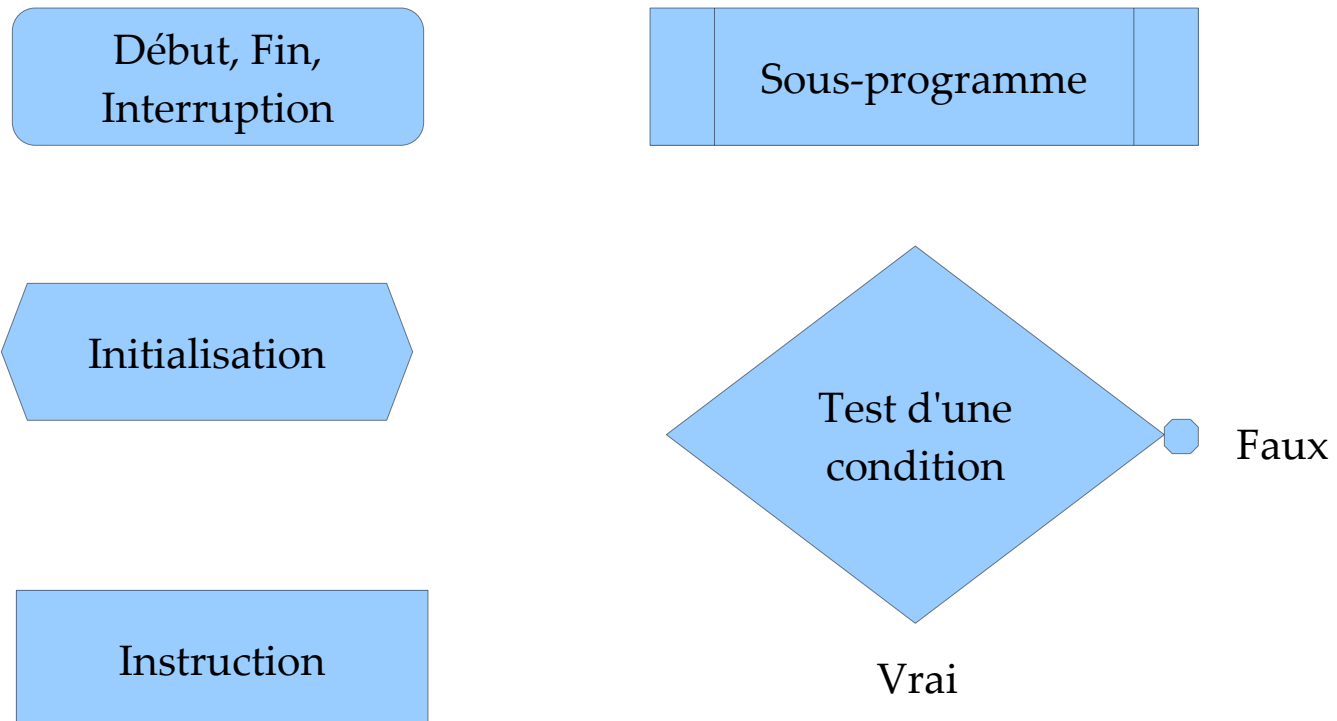 Début, Fin,
Interruption
Sous-programme
Initialisation
Test d'une
condition
Faux
Instruction
Vrai